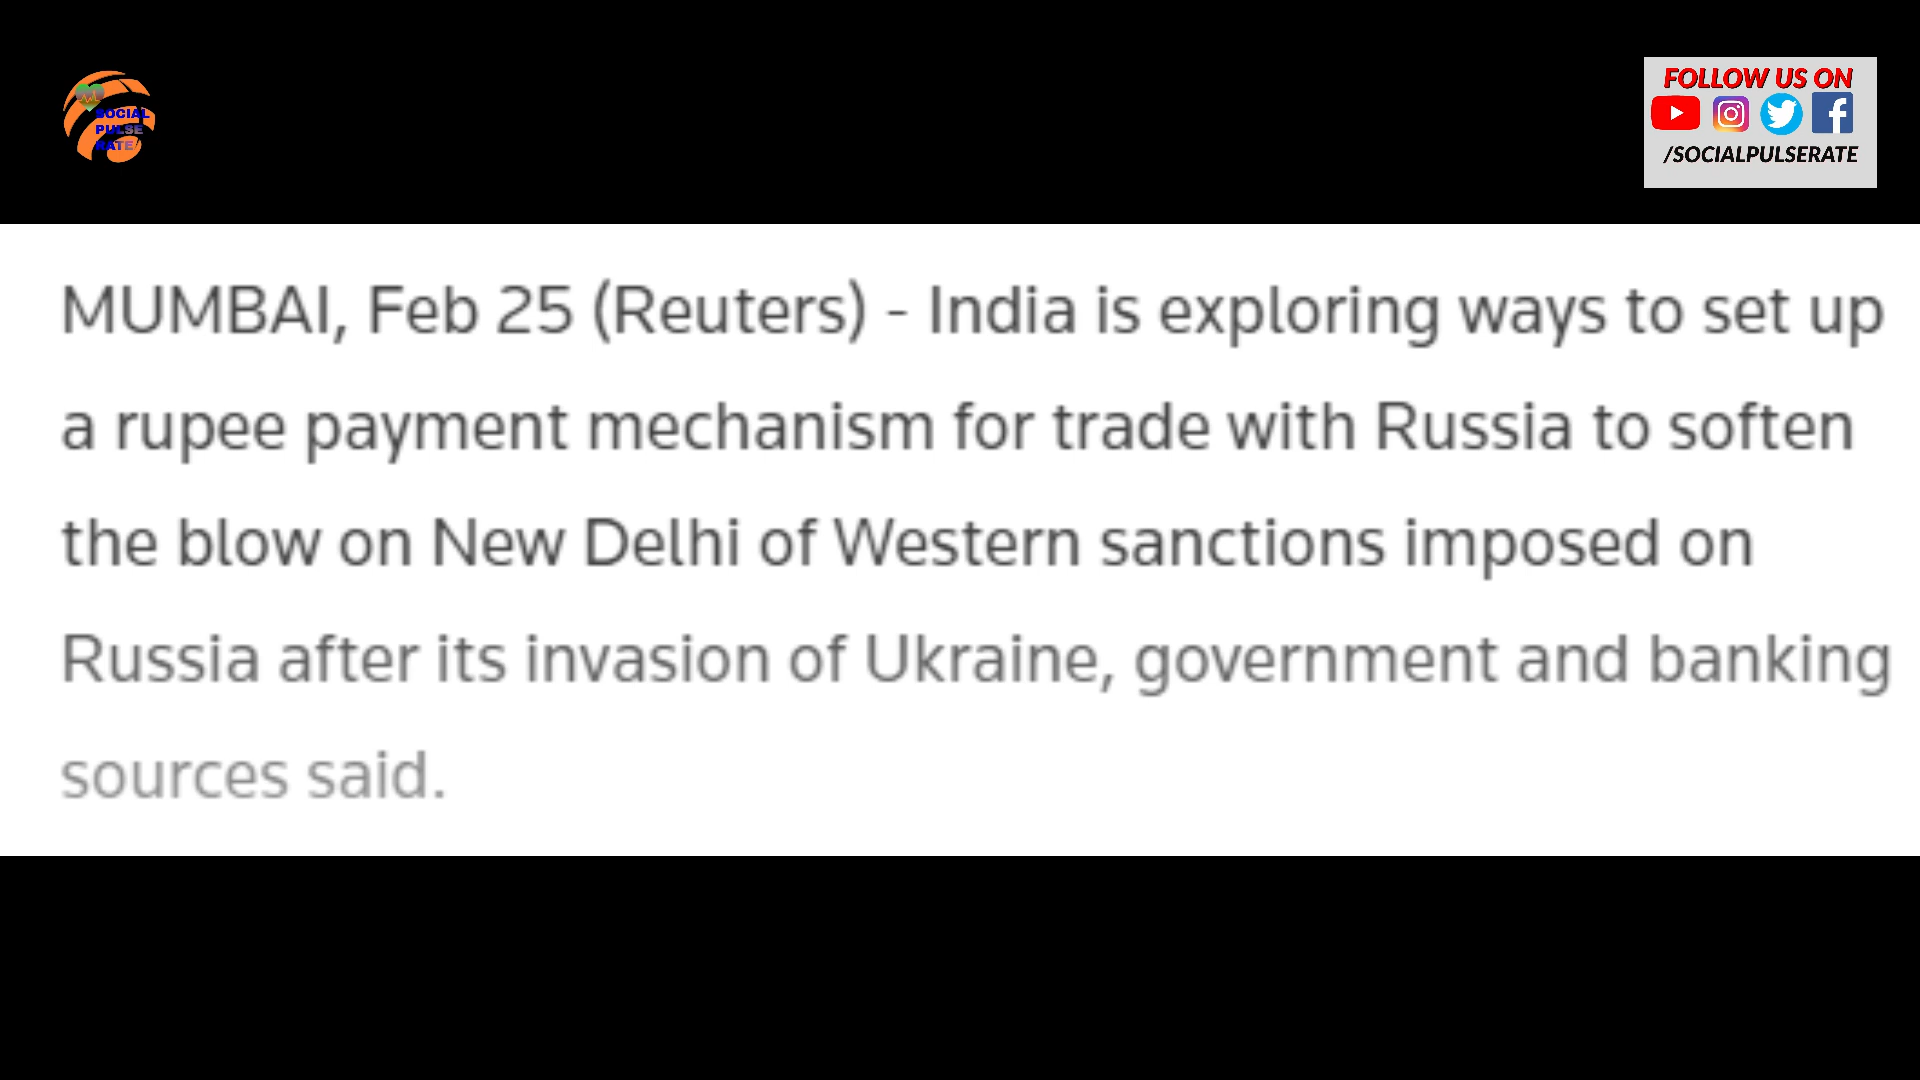 SOCIAL
PULSE
RATE
FOLLOW US ON
/SOCIALPULSERATE
MUMBAI, Feb 25 (Reuters) - India is exploring ways to set up
a rupee payment mechanism for trade with Russia to soften
the blow on New Delhi of Western sanctions imposed on
Russia after its invasion of Ukraine, government and banking
sources said.